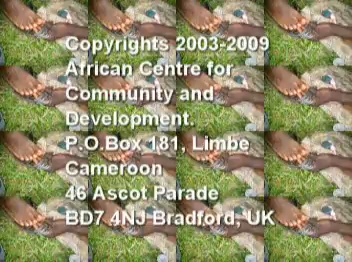 Copyrights 2003-2009
African Centre for
Community and
Development.
P.O.Box 181, Limbe
Cameroon
46 Ascot Parade
BD7 4NJ Bradford, UK